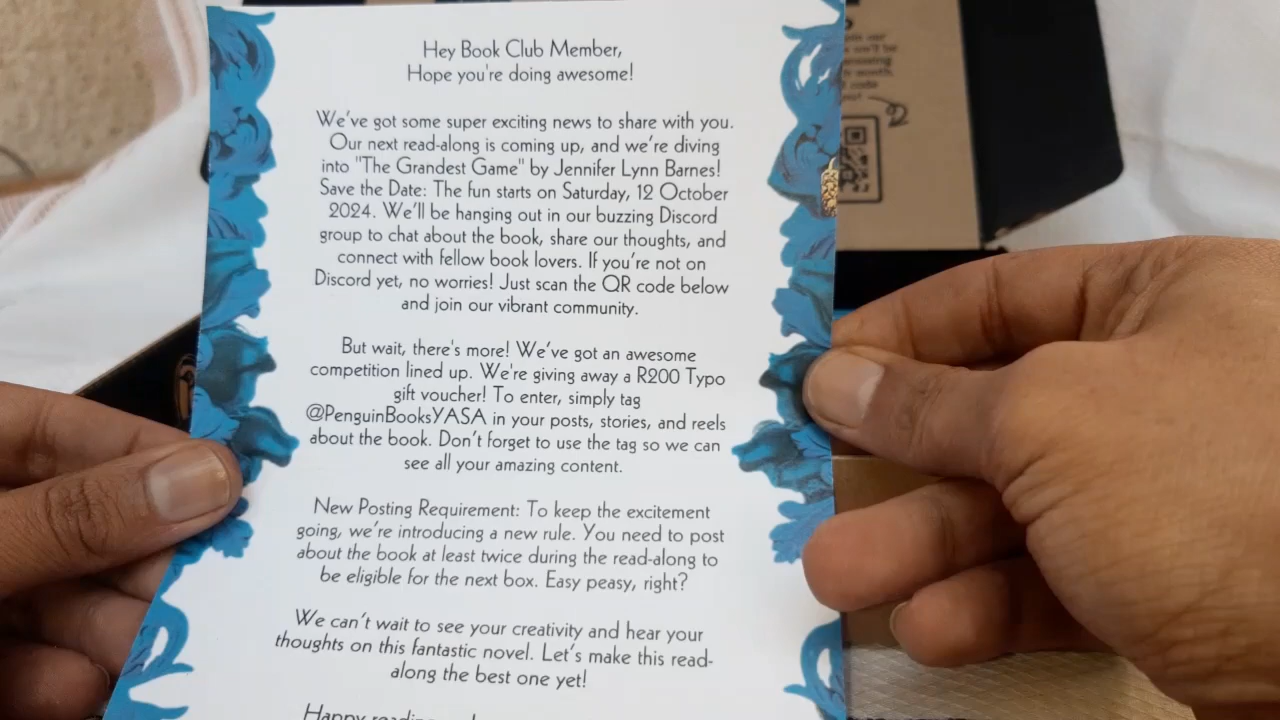 Hey Book Club Member,
Hope you're doing awesome!
We've got some super exciting news to share with you.
Our next read-along is coming up, and we're diving
into "The Grandest Game" by Jennifer Lynn Barnes!
Save the Date: The fun starts on Saturday, 12 October
2024. We'll be hanging out in our buzzing Discord
group to chat about the book, share our thoughts, and
connect with fellow book lovers. If you're not on
Discord yet, no worries! Just scan the QR code below
and join our vibrant community.
But wait, there's more! We've got an awesome
competition lined up. We're giving away a R200 Typo
gift voucher! To enter, simply tag
@PenguinBooksYASA in your posts, stories, and reels
about the book. Don't forget to use the tag so we can
see all your amazing content.
New Posting Requirement: To keep the excitement
going, we're introducing a new rule. You need to post
about the book at least twice during the read-along to
be eligible for the next box. Easy peasy, right?
We can't wait to see your creativity and hear your
thoughts on this fantastic novel. Let's make this read-
along the best one yet!
Happy
our
code